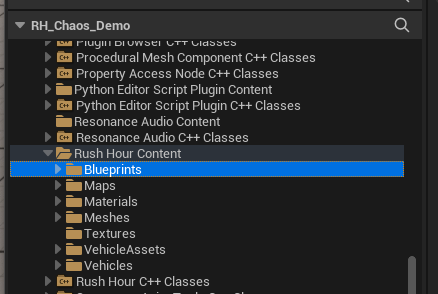 RH_Chaos_Demo
Plugin Browser C++ Classes
Procedural Mesh Component C++ Classes
Property Access Node C++ Classes
Python Editor Script Plugin Content
Python Editor Script Plugin C++ Classes
Resonance Audio Content
Resonance Audio C++ Classes
Rush Hour Content
Blueprints
Maps
Materials
Meshes
Textures
VehicleAssets
Vehicles
Rush Hour C++ Classes